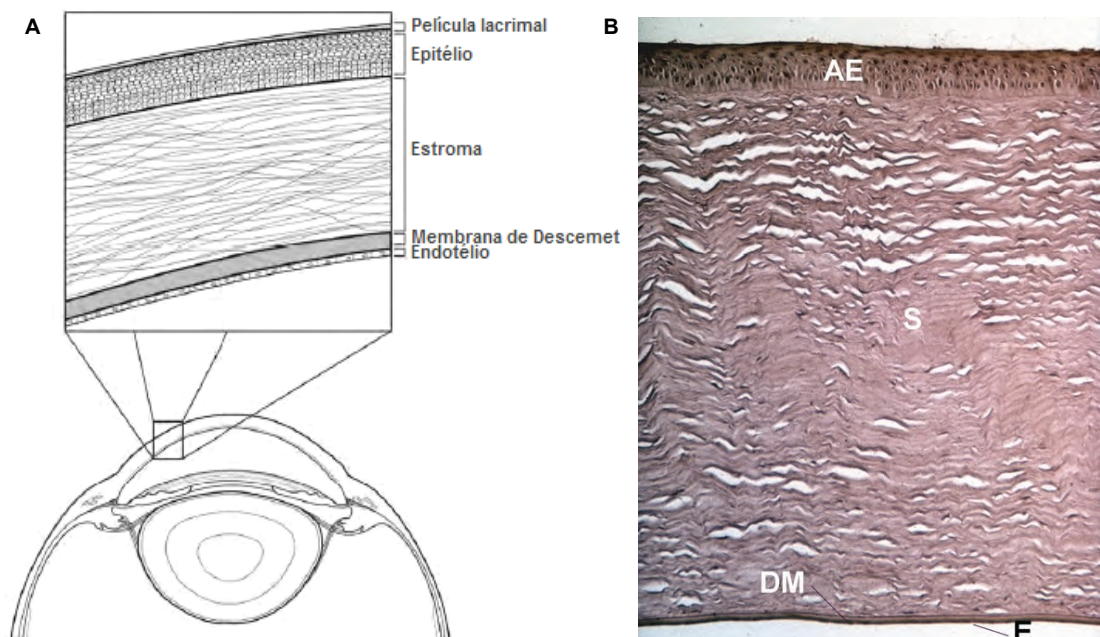 A
Película lacrimal
Epitélio
Estroma
Membrana de Descemet
Endotélio
B
AE
S
DM
E